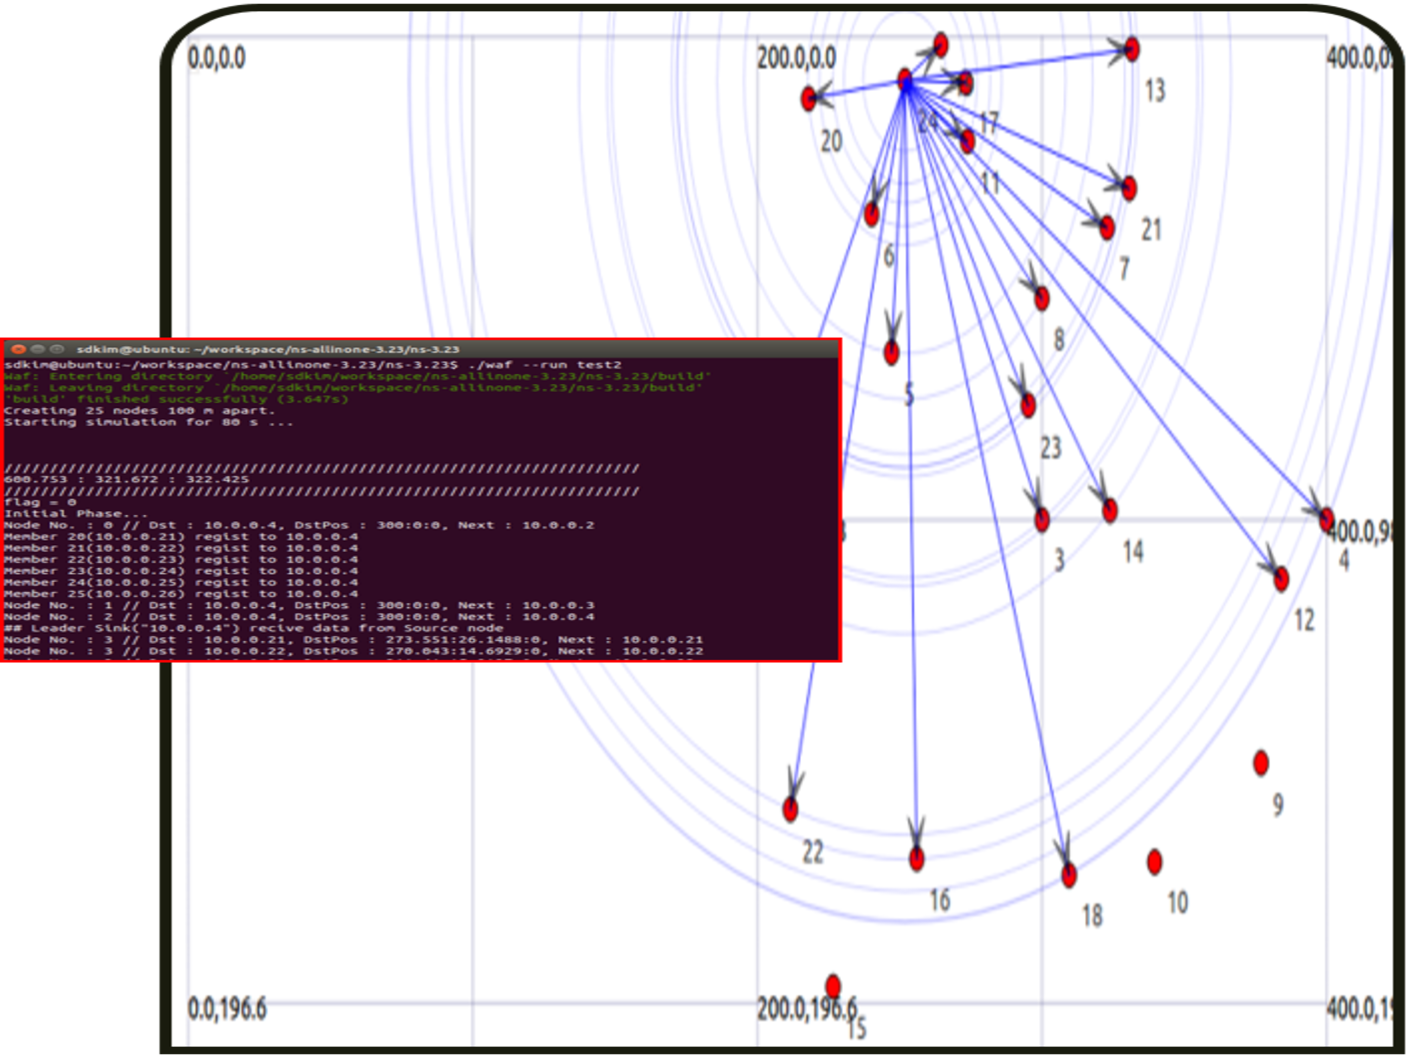 0.0,0.0
200.0,0.0
13
20
24
17
11
21
6
7
8
5
23
sdkim@ubuntu: ~/workspace/ns-allinone-3.23/ns-3.23
sdkim@ubuntu:~/workspace/ns-allinone-3.23/ns-3.23$ ./waf --run test2
Waf: Entering directory `/home/sdkim/workspace/ns-allinone-3.23/ns-3.23/build'
Waf: Leaving directory `/home/sdkim/workspace/ns-allinone-3.23/ns-3.23/build'
'build' finished successfully (3.647s)
Creating 25 nodes 100 m apart.
Starting simulation for 80 s ...
////////////////////////////////////////////////////////////////////////////////
600.753 : 321.672 : 322.425
////////////////////////////////////////////////////////////////////////////////
flag = 0
Initial Phase...
Node No. : 0 // Dst : 10.0.0.4, DstPos : 300:0:0, Next : 10.0.0.2
Member 20(10.0.0.21) regist to 10.0.0.4
Member 21(10.0.0.22) regist to 10.0.0.4
Member 22(10.0.0.23) regist to 10.0.0.4
Member 23(10.0.0.24) regist to 10.0.0.4
Member 24(10.0.0.25) regist to 10.0.0.4
Member 25(10.0.0.26) regist to 10.0.0.4
Node No. : 1 // Dst : 10.0.0.4, DstPos : 300:0:0, Next : 10.0.0.3
Node No. : 2 // Dst : 10.0.0.4, DstPos : 300:0:0, Next : 10.0.0.4
## Leader Sink("10.0.0.4") recive data from Source node
Node No. : 3 // Dst : 10.0.0.21, DstPos : 273.551:26.1488:0, Next : 10.0.0.21
Node No. : 3 // Dst : 10.0.0.22, DstPos : 270.043:14.6929:0, Next : 10.0.0.22
3
14
4
12
9
22
16
18
10
0.0,196.6
200.0,196.6
15